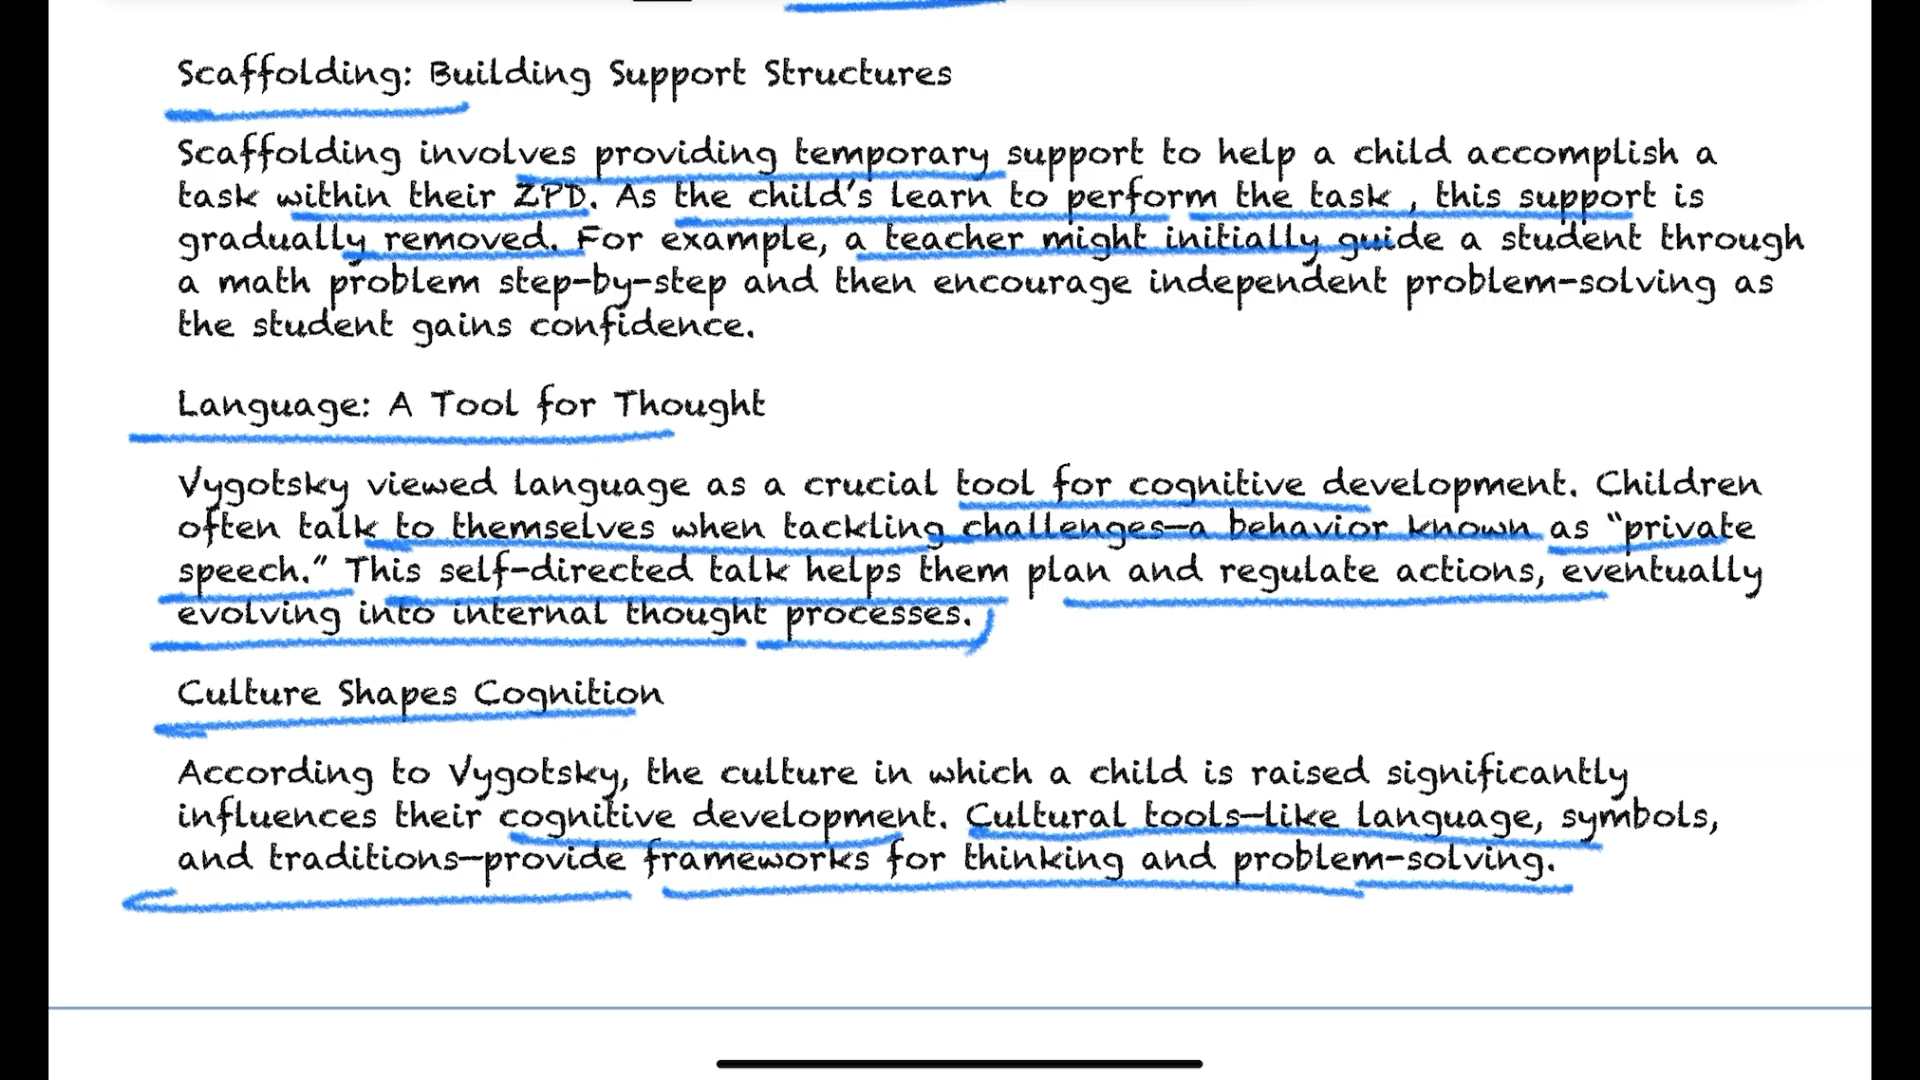 Scaffolding: Building Support Structures
Scaffolding involves providing temporary support to help a child accomplish a
task within their ZPD. As the child's learn to perform the task , this support is
gradually removed. For example, a teacher might initially guide a student through
a math problem step-by-step and then encourage independent problem-solving as
the student gains confidence.
Language: A Tool for Thought
Vygotsky viewed language as a crucial tool for cognitive development. Children
often talk to themselves when tackling challenges—a behavior known as “private
speech.” This self-directed talk helps them plan and regulate actions, eventually
evolving into internal thought processes.
Culture Shapes Cognition
According to Vygotsky, the culture in which a child is raised significantly
influences their cognitive development. Cultural tools—like language, symbols,
and traditions—provide frameworks for thinking and problem-solving.